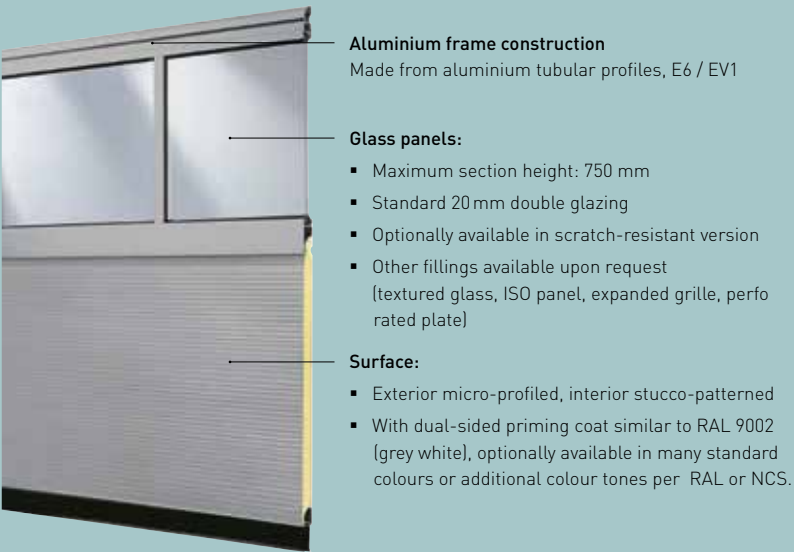 Aluminium frame construction
Made from aluminium tubular profiles, E6 / EV1
Glass panels:
▪ Maximum section height: 750 mm
▪ Standard 20 mm double glazing
▪ Optionally available in scratch-resistant version
▪ Other fillings available upon request
(textured glass, ISO panel, expanded grille, perfo
rated plate)
Surface:
▪ Exterior micro-profiled, interior stucco-patterned
▪ With dual-sided priming coat similar to RAL 9002
(grey white), optionally available in many standard
colours or additional colour tones per RAL or NCS.